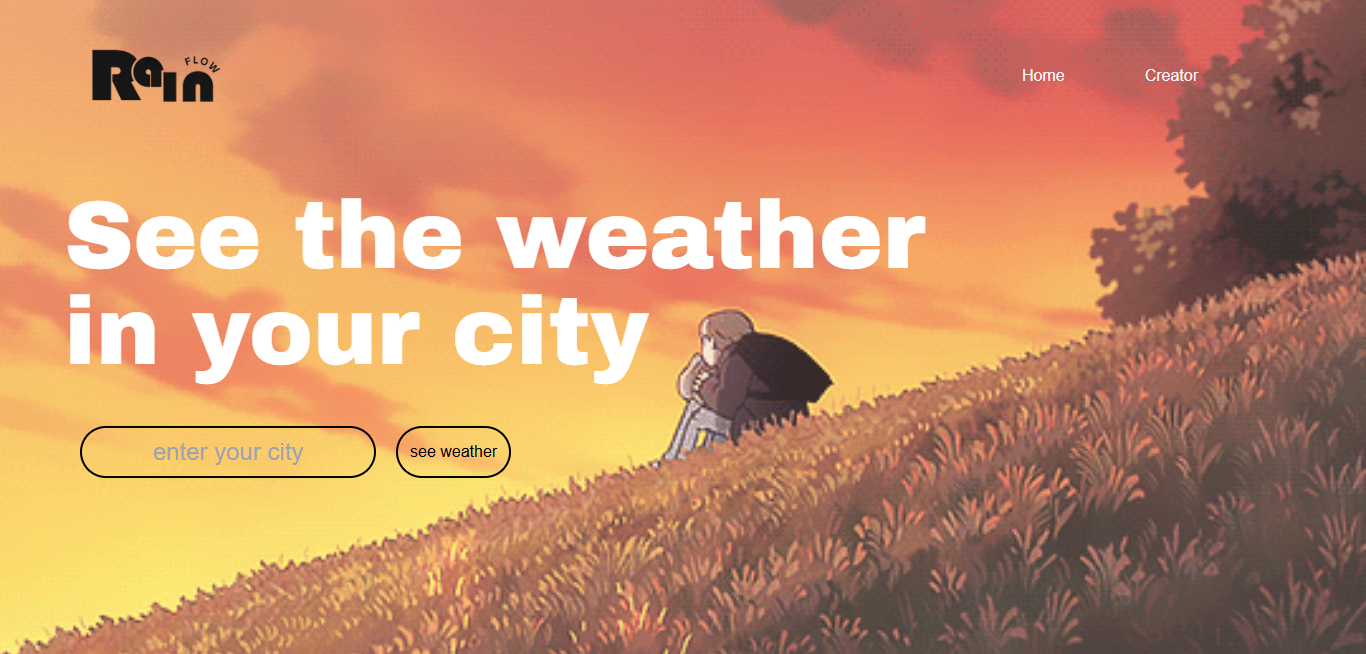 Rain FLOW
Home
Creator
See the weather
in your city
enter your city
see weather